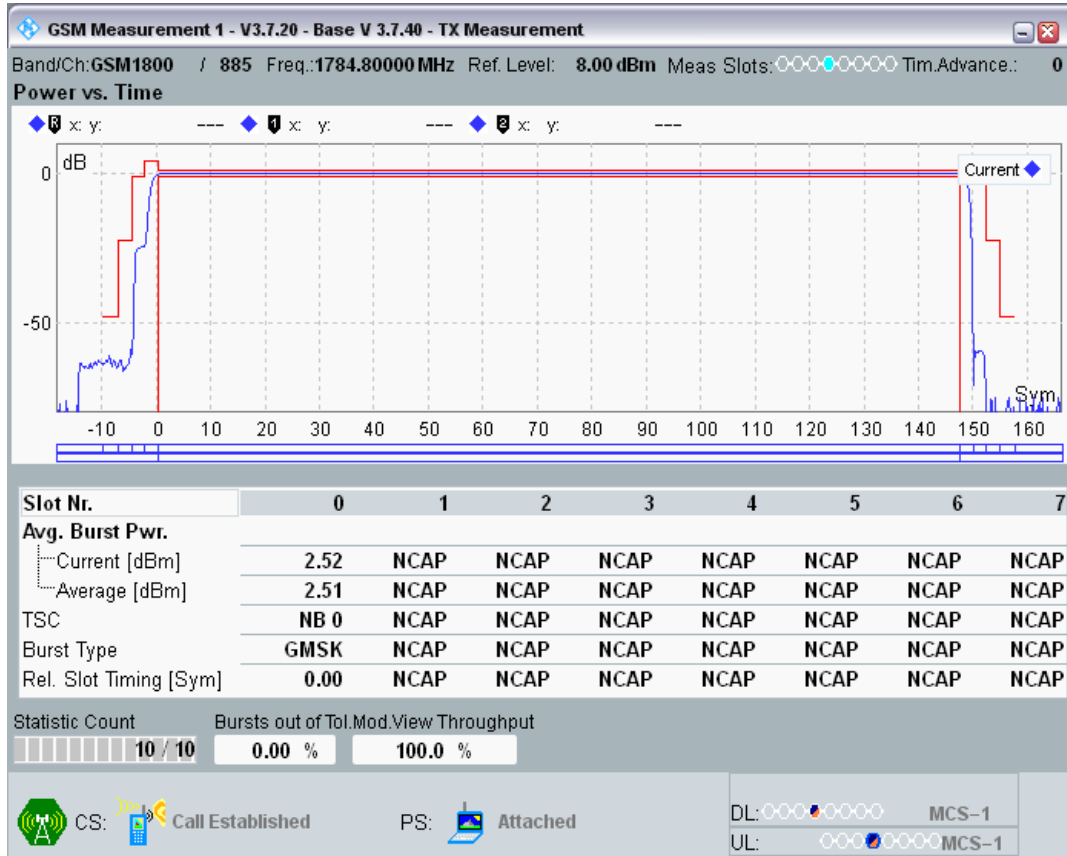 GSM Measurement 1 - V3.7.20 - Base V 3.7.40 - TX Measurement
Band/Ch:GSM1800 / 885 Freq.:1784.80000 MHz Ref. Level: 8.00 dBm Meas Slots: Tim.Advance.: 0
Power vs. Time
R x: y: --- 1 x: y: --- 2 x: y: ---
dB
0
Current
-50
Sym
-10 0 10 20 30 40 50 60 70 80 90 100 110 120 130 140 150 160
Slot Nr. 0 1 2 3 4 5 6 7
Avg. Burst Pwr.
Current [dBm] 2.52 NCAP NCAP NCAP NCAP NCAP NCAP NCAP
Average [dBm] 2.51 NCAP NCAP NCAP NCAP NCAP NCAP NCAP
TSC NB 0 NCAP NCAP NCAP NCAP NCAP NCAP NCAP
Burst Type GMSK NCAP NCAP NCAP NCAP NCAP NCAP NCAP
Rel. Slot Timing [Sym] 0.00 NCAP NCAP NCAP NCAP NCAP NCAP NCAP
Statistic Count Bursts out of Tol. Mod.View Throughput
10 / 10 0.00 % 100.0 %
CS: Call Established PS: Attached DL: MCS-1
UL: MCS-1